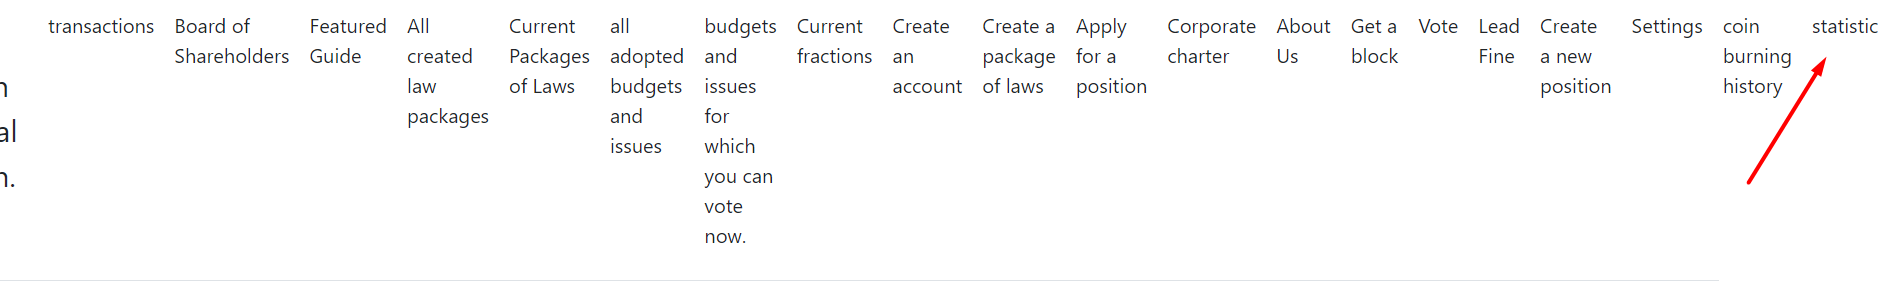 transactions
Board of
Shareholders
Featured
Guide
All
created
law
packages
Current
Packages
of Laws
all
adopted
budgets
and
issues
budgets
and
issues
for
which
you can
vote
now.
Current
fractions
Create
an
account
Create a
package
of laws
Apply
for a
position
Corporate
charter
About
Us
Get a
block
Vote
Lead
Fine
Create
a new
position
Settings
coin
burning
history
statistic